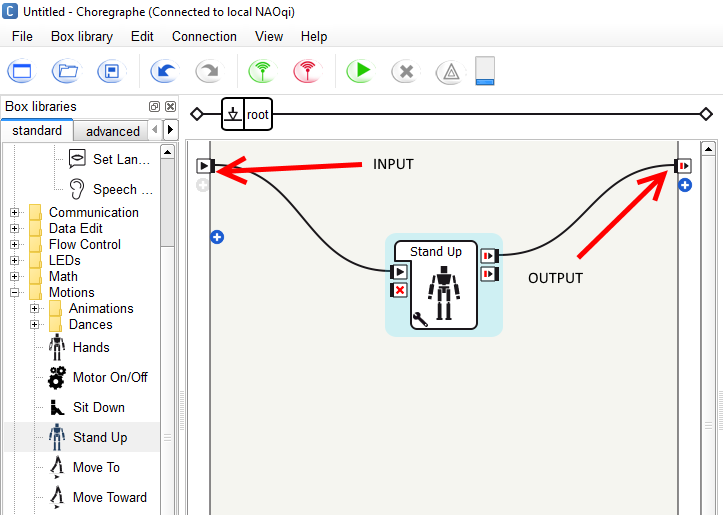 Untitled - Choregraphe (Connected to local NAOqi)
File Box library Edit Connection View Help
Box libraries
standard advanced
root
Set Lan...
Speech ...
Communication
Data Edit
Flow Control
LEDs
Math
Motions
Animations
Dances
Hands
Motor On/Off
Sit Down
Stand Up
Move To
Move Toward
INPUT
Stand Up
OUTPUT